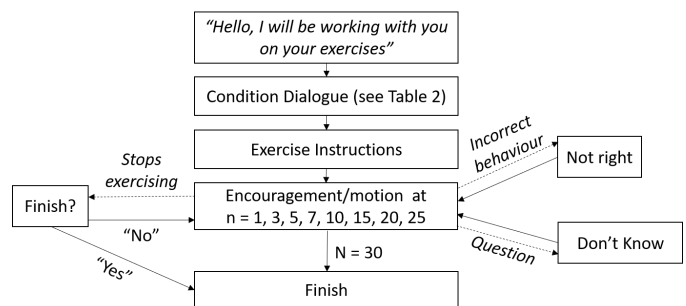 “Hello, I will be working with you
on your exercises”
Condition Dialogue (see Table 2)
Exercise Instructions
Incorrect
behaviour
Not right
Stops
exercising
Encouragement/motion at
n = 1, 3, 5, 7, 10, 15, 20, 25
Finish?
“No”
Don’t Know
Question
“Yes”
N = 30
Finish